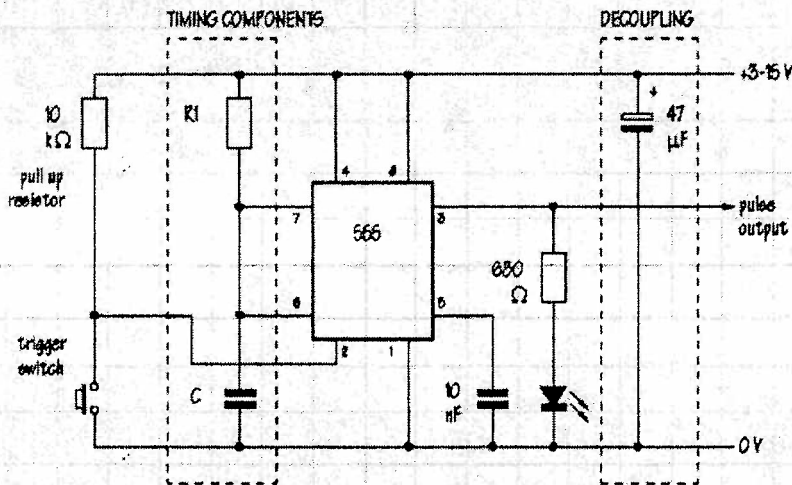 TIMING COMPONENTS
DECOUPLING
+3-15 V
10
kΩ
R1
47
µF
pull up
resistor
4
8
7
555
3
pulse
output
680
Ω
6
5
trigger
switch
2
1
C
10
nF
0 V